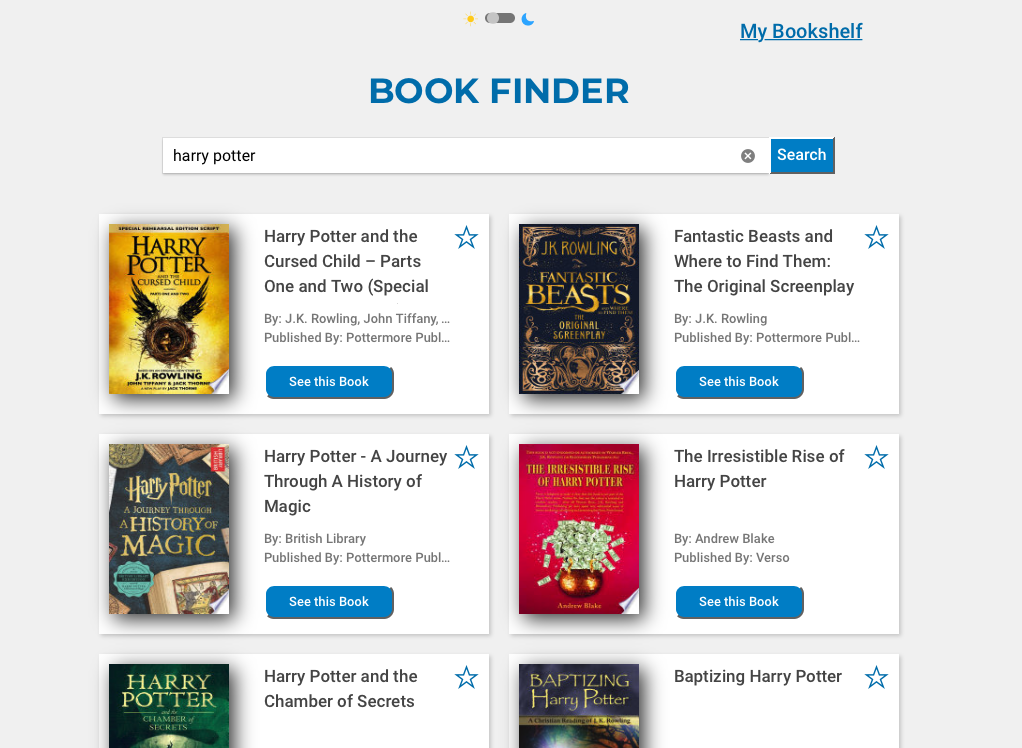 My Bookshelf
BOOK FINDER
harry potter
Search
SPECIAL REHEARSAL EDITION SCRIPT
HARRY
POTTER
AND THE
CURSED CHILD
PARTS ONE AND TWO
J.K. ROWLING
JOHN TIFFANY & JACK THORNE
A NEW PLAY BY JACK THORNE
Harry Potter and the
Cursed Child – Parts
One and Two (Special
By: J.K. Rowling, John Tiffany, ...
Published By: Pottermore Publ...
See this Book
J.K. ROWLING
FANTASTIC
BEASTS
AND WHERE
TO FIND THEM
THE
ORIGINAL
SCREENPLAY
Fantastic Beasts and
Where to Find Them:
The Original Screenplay
By: J.K. Rowling
Published By: Pottermore Publ...
See this Book
Harry Potter
A JOURNEY THROUGH
A HISTORY OF
MAGIC
Harry Potter - A Journey
Through A History of
Magic
By: British Library
Published By: Pottermore Publ...
See this Book
THE IRRESISTIBLE RISE
OF HARRY POTTER
Andrew Blake
The Irresistible Rise of
Harry Potter
By: Andrew Blake
Published By: Verso
See this Book
HARRY
POTTER
and the
CHAMBER of
SECRETS
Harry Potter and the
Chamber of Secrets
BAPTIZING
Harry Potter
A Christian Reading of J.K. Rowling
Baptizing Harry Potter